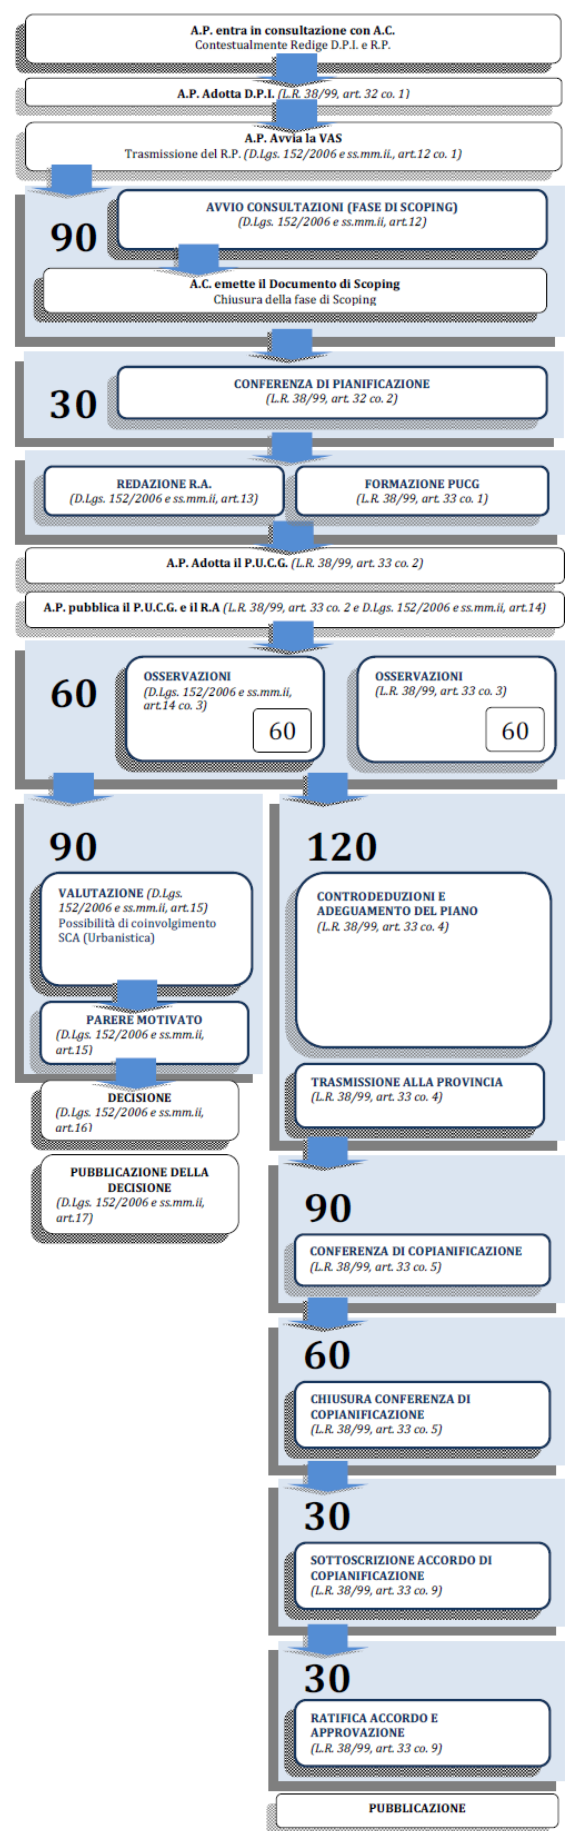 A.P. entra in consultazione con A.C.
Contestualmente Redige D.P.I. e R.P.
A.P. Adotta D.P.I. (L.R. 38/99, art. 32 co. 1)
A.P. Avvia la VAS
Trasmissione del R.P. (D.Lgs. 152/2006 e ss.mm.ii., art.12 co. 1)
90
AVVIO CONSULTAZIONI (FASE DI SCOPING)
(D.Lgs. 152/2006 e ss.mm.ii, art.12)
A.C. emette il Documento di Scoping
Chiusura della fase di Scoping
30
CONFERENZA DI PIANIFICAZIONE
(L.R. 38/99, art. 32 co. 2)
REDAZIONE R.A.
(D.Lgs. 152/2006 e ss.mm.ii, art.13)
FORMAZIONE PUCG
(L.R. 38/99, art. 33 co. 1)
A.P. Adotta il P.U.C.G. (L.R. 38/99, art. 33 co. 2)
A.P. pubblica il P.U.C.G. e il R.A (L.R. 38/99, art. 33 co. 2 e D.Lgs. 152/2006 e ss.mm.ii, art.14)
60
OSSERVAZIONI
(D.Lgs. 152/2006 e ss.mm.ii,
art.14 co. 3)
60
OSSERVAZIONI
(L.R. 38/99, art. 33 co. 3)
60
90
VALUTAZIONE (D.Lgs.
152/2006 e ss.mm.ii, art.15)
Possibilità di coinvolgimento
SCA (Urbanistica)
PARERE MOTIVATO
(D.Lgs. 152/2006 e ss.mm.ii,
art.15)
DECISIONE
(D.Lgs. 152/2006 e ss.mm.ii,
art.16)
PUBBLICAZIONE DELLA
DECISIONE
(D.Lgs. 152/2006 e ss.mm.ii,
art.17)
120
CONTRODEDUZIONI E
ADEGUAMENTO DEL PIANO
(L.R. 38/99, art. 33 co. 4)
TRASMISSIONE ALLA PROVINCIA
(L.R. 38/99, art. 33 co. 4)
90
CONFERENZA DI COPIANIFICAZIONE
(L.R. 38/99, art. 33 co. 5)
60
CHIUSURA CONFERENZA DI
COPIANIFICAZIONE
(L.R. 38/99, art. 33 co. 5)
30
SOTTOSCRIZIONE ACCORDO DI
COPIANIFICAZIONE
(L.R. 38/99, art. 33 co. 9)
30
RATIFICA ACCORDO E
APPROVAZIONE
(L.R. 38/99, art. 33 co. 9)
PUBBLICAZIONE